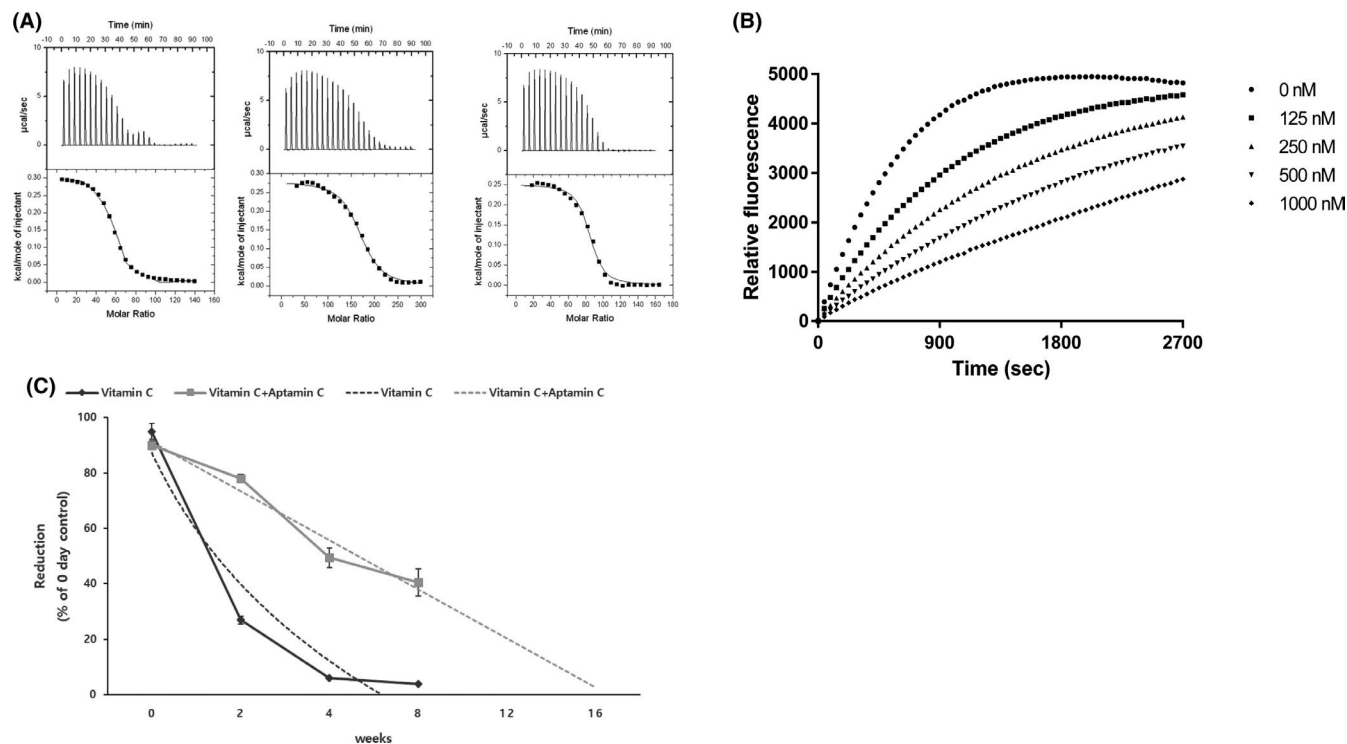 (A)
Time (min)
-10 0 10 20 30 40 50 60 70 80 90 100
10
5
0
µcal/sec
0.30
0.25
0.20
0.15
0.10
0.05
0.00
kcal/mole of injectant
0 20 40 60 80 100 120 140 160
Molar Ratio
Time (min)
-10 0 10 20 30 40 50 60 70 80 90 100
10
5
0
µcal/sec
0.30
0.25
0.20
0.15
0.10
0.05
0.00
kcal/mole of injectant
0 50 100 150 200 250 300
Molar Ratio
Time (min)
-10 0 10 20 30 40 50 60 70 80 90 100
10
5
0
µcal/sec
0.25
0.20
0.15
0.10
0.05
0.00
kcal/mole of injectant
0 20 40 60 80 100 120 140 160 180
Molar Ratio
(B)
5000
4000
3000
2000
1000
0
Relative fluorescence
0 900 1800 2700
Time (sec)
0 nM
125 nM
250 nM
500 nM
1000 nM
(C)
Vitamin C Vitamin C+Aptamin C Vitamin C Vitamin C+Aptamin C
100
80
60
40
20
0
Reduction
(% of 0 day control)
0 2 4 8 12 16
weeks